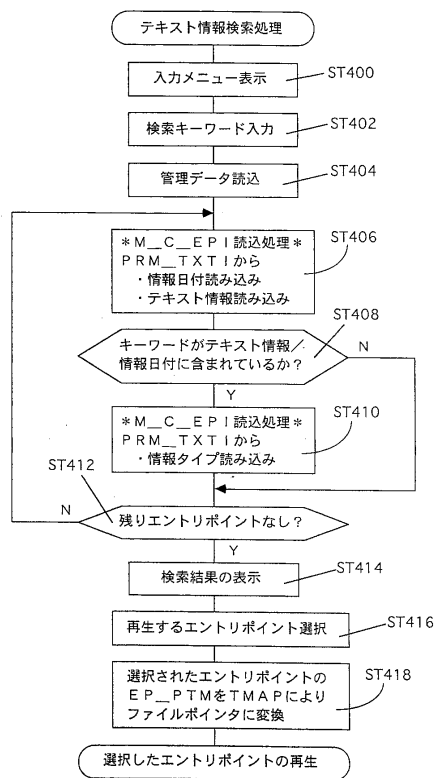 テキスト情報検索処理
入力メニュー表示
ST400
検索キーワード入力
ST402
管理データ読込
ST404
＊Ｍ＿Ｃ＿ＥＰＩ読込処理＊
ＰＲＭ＿ＴＸＴＩから
・情報日付読み込み
・テキスト情報読み込み
ST406
キーワードがテキスト情報／
情報日付に含まれているか？
ST408
N
Y
＊Ｍ＿Ｃ＿ＥＰＩ読込処理＊
ＰＲＭ＿ＴＸＴＩから
・情報タイプ読み込み
ST410
ST412
N
残りエントリポイントなし？
Y
検索結果の表示
ST414
再生するエントリポイント選択
ST416
選択されたエントリポイントの
ＥＰ＿ＰＴＭをＴＭＡＰにより
ファイルポインタに変換
ST418
選択したエントリポイントの再生